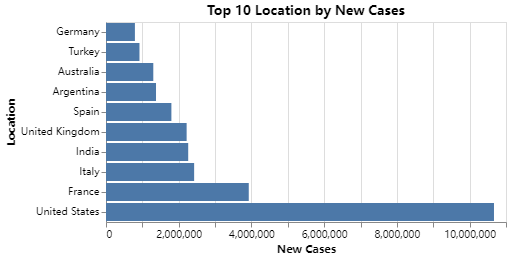 Top 10 Location by New Cases
Location
Germany
Turkey
Australia
Argentina
Spain
United Kingdom
India
Italy
France
United States
0 2,000,000 4,000,000 6,000,000 8,000,000 10,000,000
New Cases